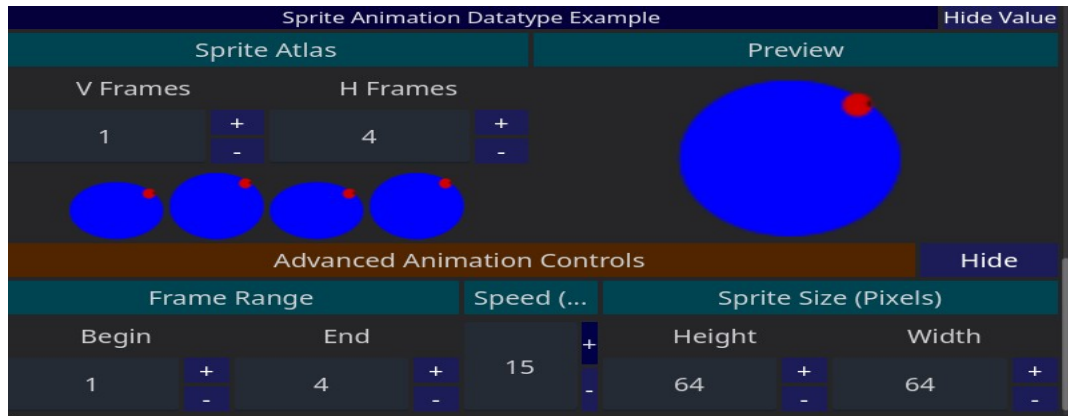 Sprite Animation Datatype Example Hide Value
Sprite Atlas Preview
V Frames H Frames
1 + 4 +
- -
Advanced Animation Controls Hide
Frame Range Speed (... Sprite Size (Pixels)
Begin End Height Width
1 + 4 + 15 + 64 + 64 +
- - - - -